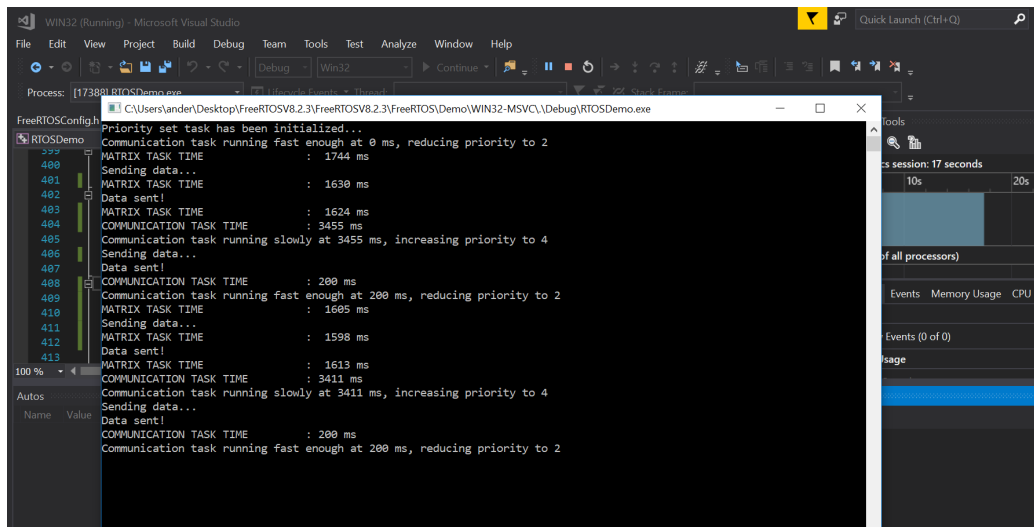 WIN32 (Running) - Microsoft Visual Studio
Quick Launch (Ctrl+Q)
File Edit View Project Build Debug Team Tools Test Analyze Window Help
Debug Win32 Continue
Process: [17388] RTOSDemo.exe Lifecycle Events Thread: Stack Frame:
C:\Users\ander\Desktop\FreeRTOSV8.2.3\FreeRTOSV8.2.3\FreeRTOS\Demo\WIN32-MSVC\.\Debug\RTOSDemo.exe
FreeRTOSConfig.h
RTOSDemo
399
400
401
402
403
404
405
406
407
408
409
410
411
412
413
100 %
Autos
Name Value
Priority set task has been initialized...
Communication task running fast enough at 0 ms, reducing priority to 2
MATRIX TASK TIME : 1744 ms
Sending data...
MATRIX TASK TIME : 1630 ms
Data sent!
MATRIX TASK TIME : 1624 ms
COMMUNICATION TASK TIME : 3455 ms
Communication task running slowly at 3455 ms, increasing priority to 4
Sending data...
Data sent!
COMMUNICATION TASK TIME : 200 ms
Communication task running fast enough at 200 ms, reducing priority to 2
MATRIX TASK TIME : 1605 ms
Sending data...
MATRIX TASK TIME : 1598 ms
Data sent!
MATRIX TASK TIME : 1613 ms
COMMUNICATION TASK TIME : 3411 ms
Communication task running slowly at 3411 ms, increasing priority to 4
Sending data...
Data sent!
COMMUNICATION TASK TIME : 200 ms
Communication task running fast enough at 200 ms, reducing priority to 2
Tools
cs session: 17 seconds
10s 20s
of all processors)
Events Memory Usage CPU
Events (0 of 0)